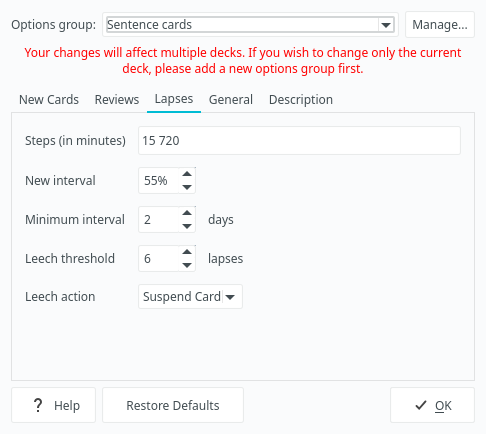 Options group: Sentence cards Manage...
Your changes will affect multiple decks. If you wish to change only the current
deck, please add a new options group first.
New Cards Reviews Lapses General Description
Steps (in minutes) 15 720
New interval 55%
Minimum interval 2 days
Leech threshold 6 lapses
Leech action Suspend Card
? Help Restore Defaults OK